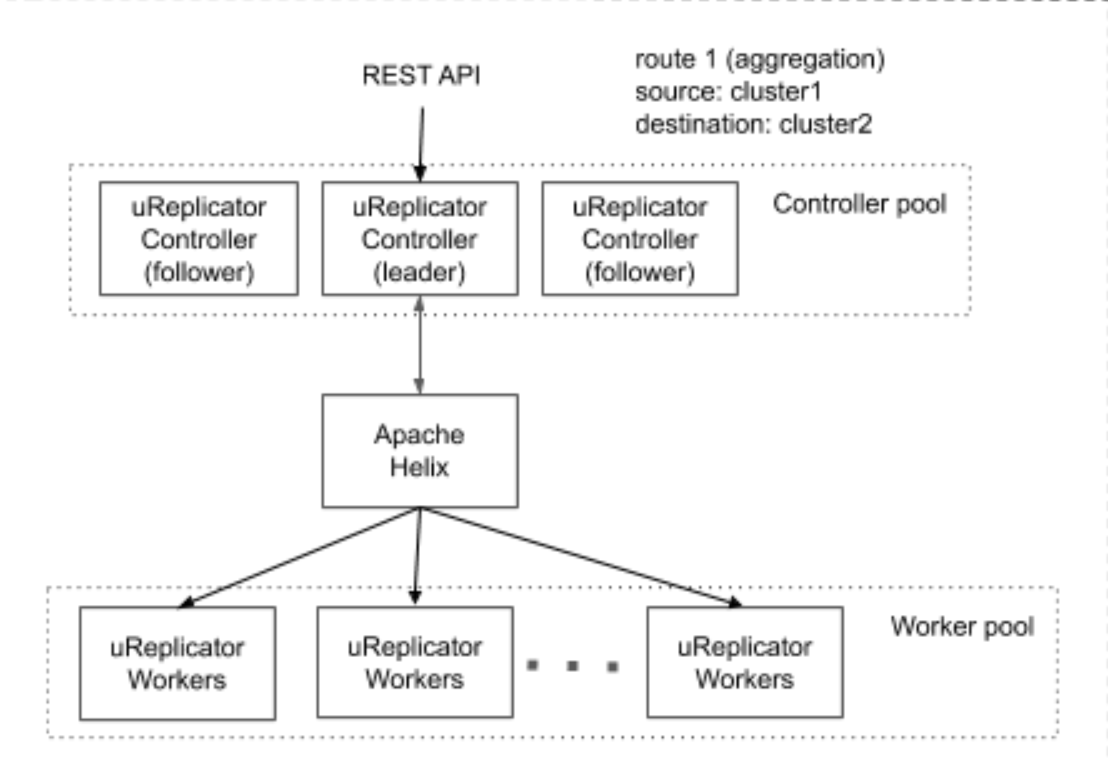 REST API
route 1 (aggregation)
source: cluster1
destination: cluster2
uReplicator
Controller
(follower)
uReplicator
Controller
(leader)
uReplicator
Controller
(follower)
Controller pool
Apache
Helix
uReplicator
Workers
uReplicator
Workers
uReplicator
Workers
Worker pool